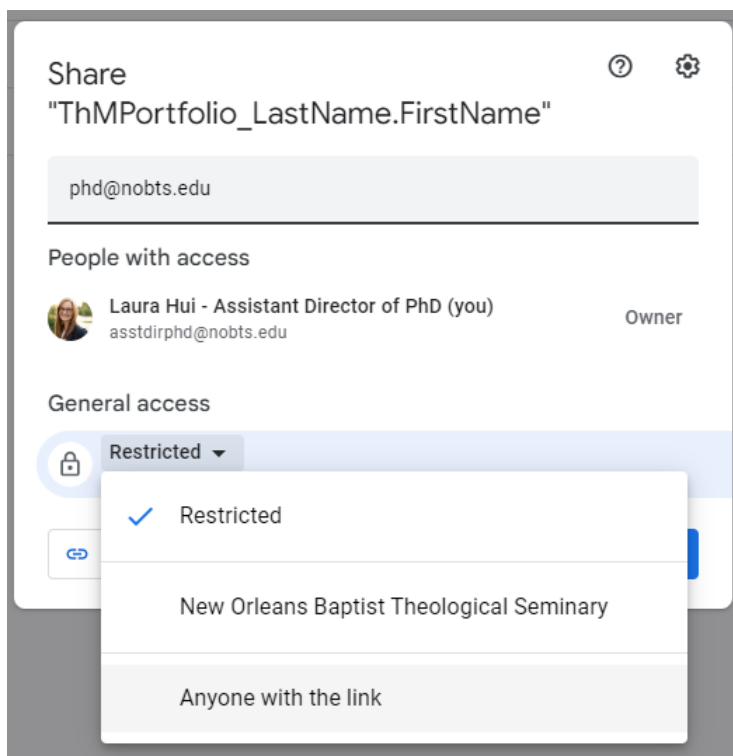 Share
"ThMPortfolio_LastName.FirstName"
phd@nobts.edu
People with access
Laura Hui - Assistant Director of PhD (you)
asstdirphd@nobts.edu
Owner
General access
Restricted
Restricted
New Orleans Baptist Theological Seminary
Anyone with the link